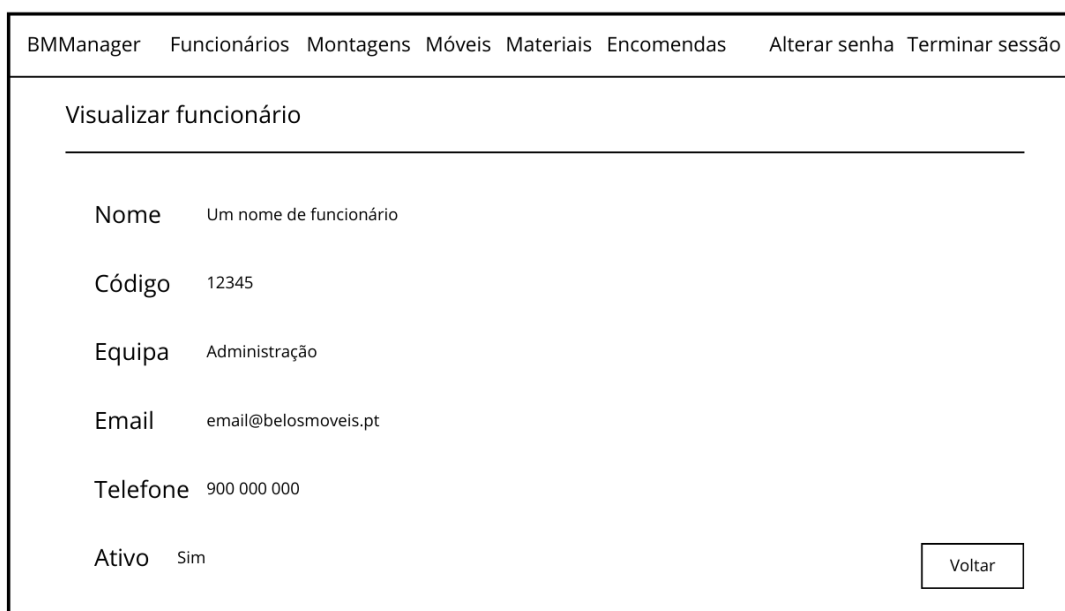 BMManager Funcionários Montagens Móveis Materiais Encomendas Alterar senha Terminar sessão
Visualizar funcionário
Nome Um nome de funcionário
Código 12345
Equipa Administração
Email email@belosmoveis.pt
Telefone 900 000 000
Ativo Sim
Voltar